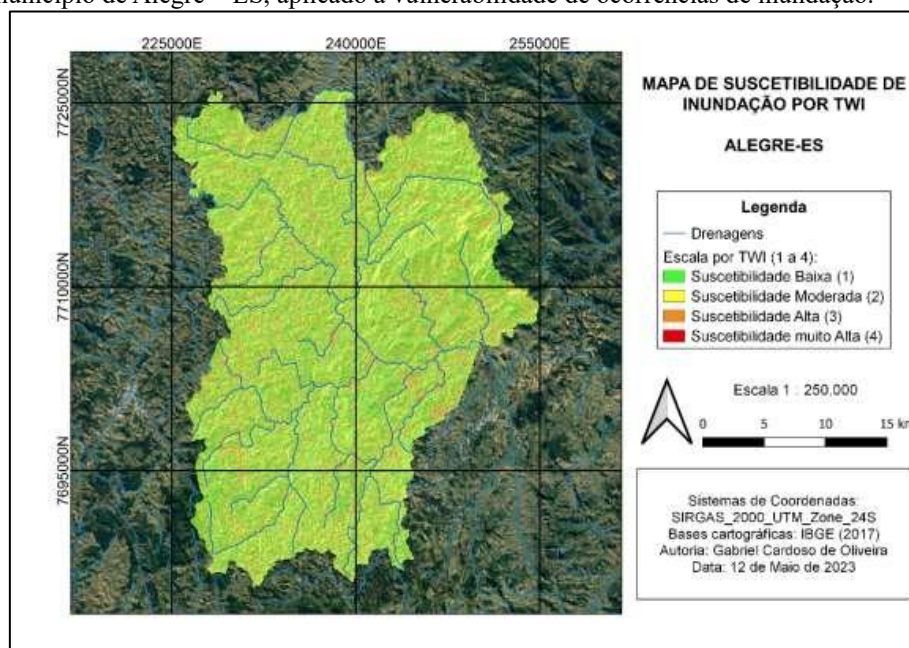 município de Alegre – ES, aplicado à vulnerabilidade de ocorrências de inundação.
225000E 240000E 255000E
7725000N
7710000N
7695000N
MAPA DE SUSCETIBILIDADE DE
INUNDAÇÃO POR TWI
ALEGRE-ES
Legenda
Drenagens
Escala por TWI (1 a 4):
Suscetibilidade Baixa (1)
Suscetibilidade Moderada (2)
Suscetibilidade Alta (3)
Suscetibilidade muito Alta (4)
Escala 1 : 250.000
0 5 10 15 km
Sistemas de Coordenadas:
SIRGAS_2000_UTM_Zone_24S
Bases cartográficas: IBGE (2017)
Autoria: Gabriel Cardoso de Oliveira
Data: 12 de Maio de 2023